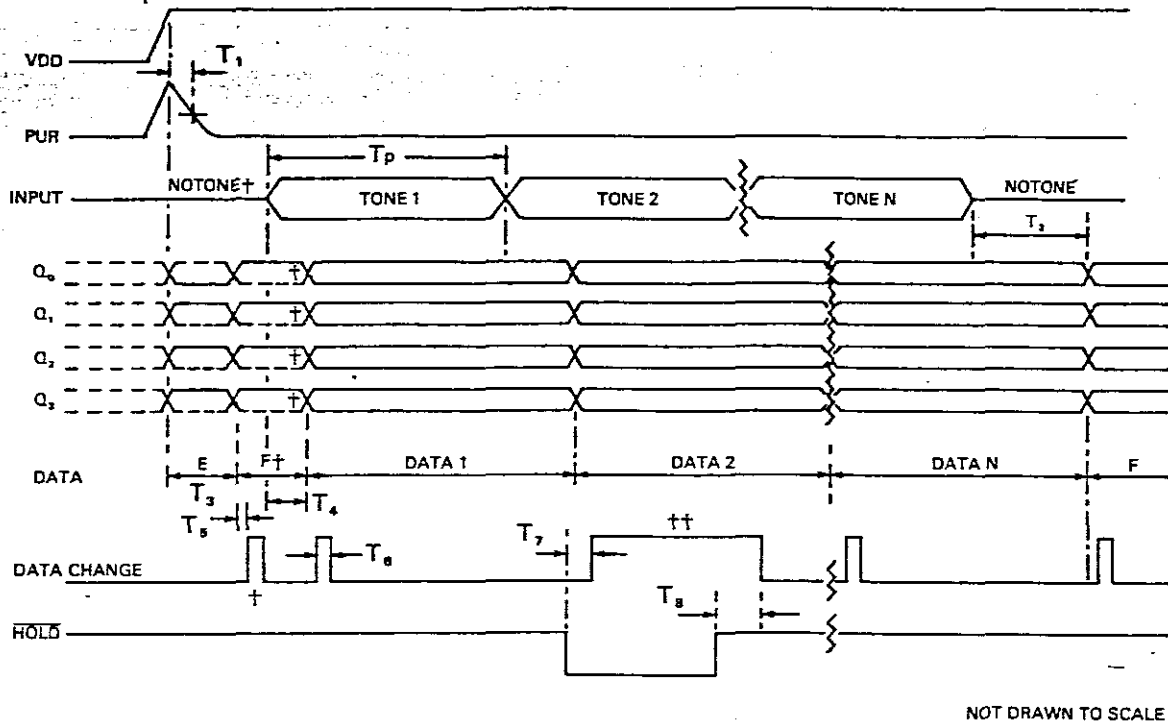 VDD
T₁
PUR
Tp
INPUT NOTONE† TONE 1 TONE 2 TONE N NOTONE
T₂
Q₀ †
Q₁ †
Q₂ †
Q₃ †
DATA E F† DATA 1 DATA 2 DATA N F
T₃ T₄
T₅
T₇ ††
T₆
DATA CHANGE
†
T₈
HOLD
NOT DRAWN TO SCALE